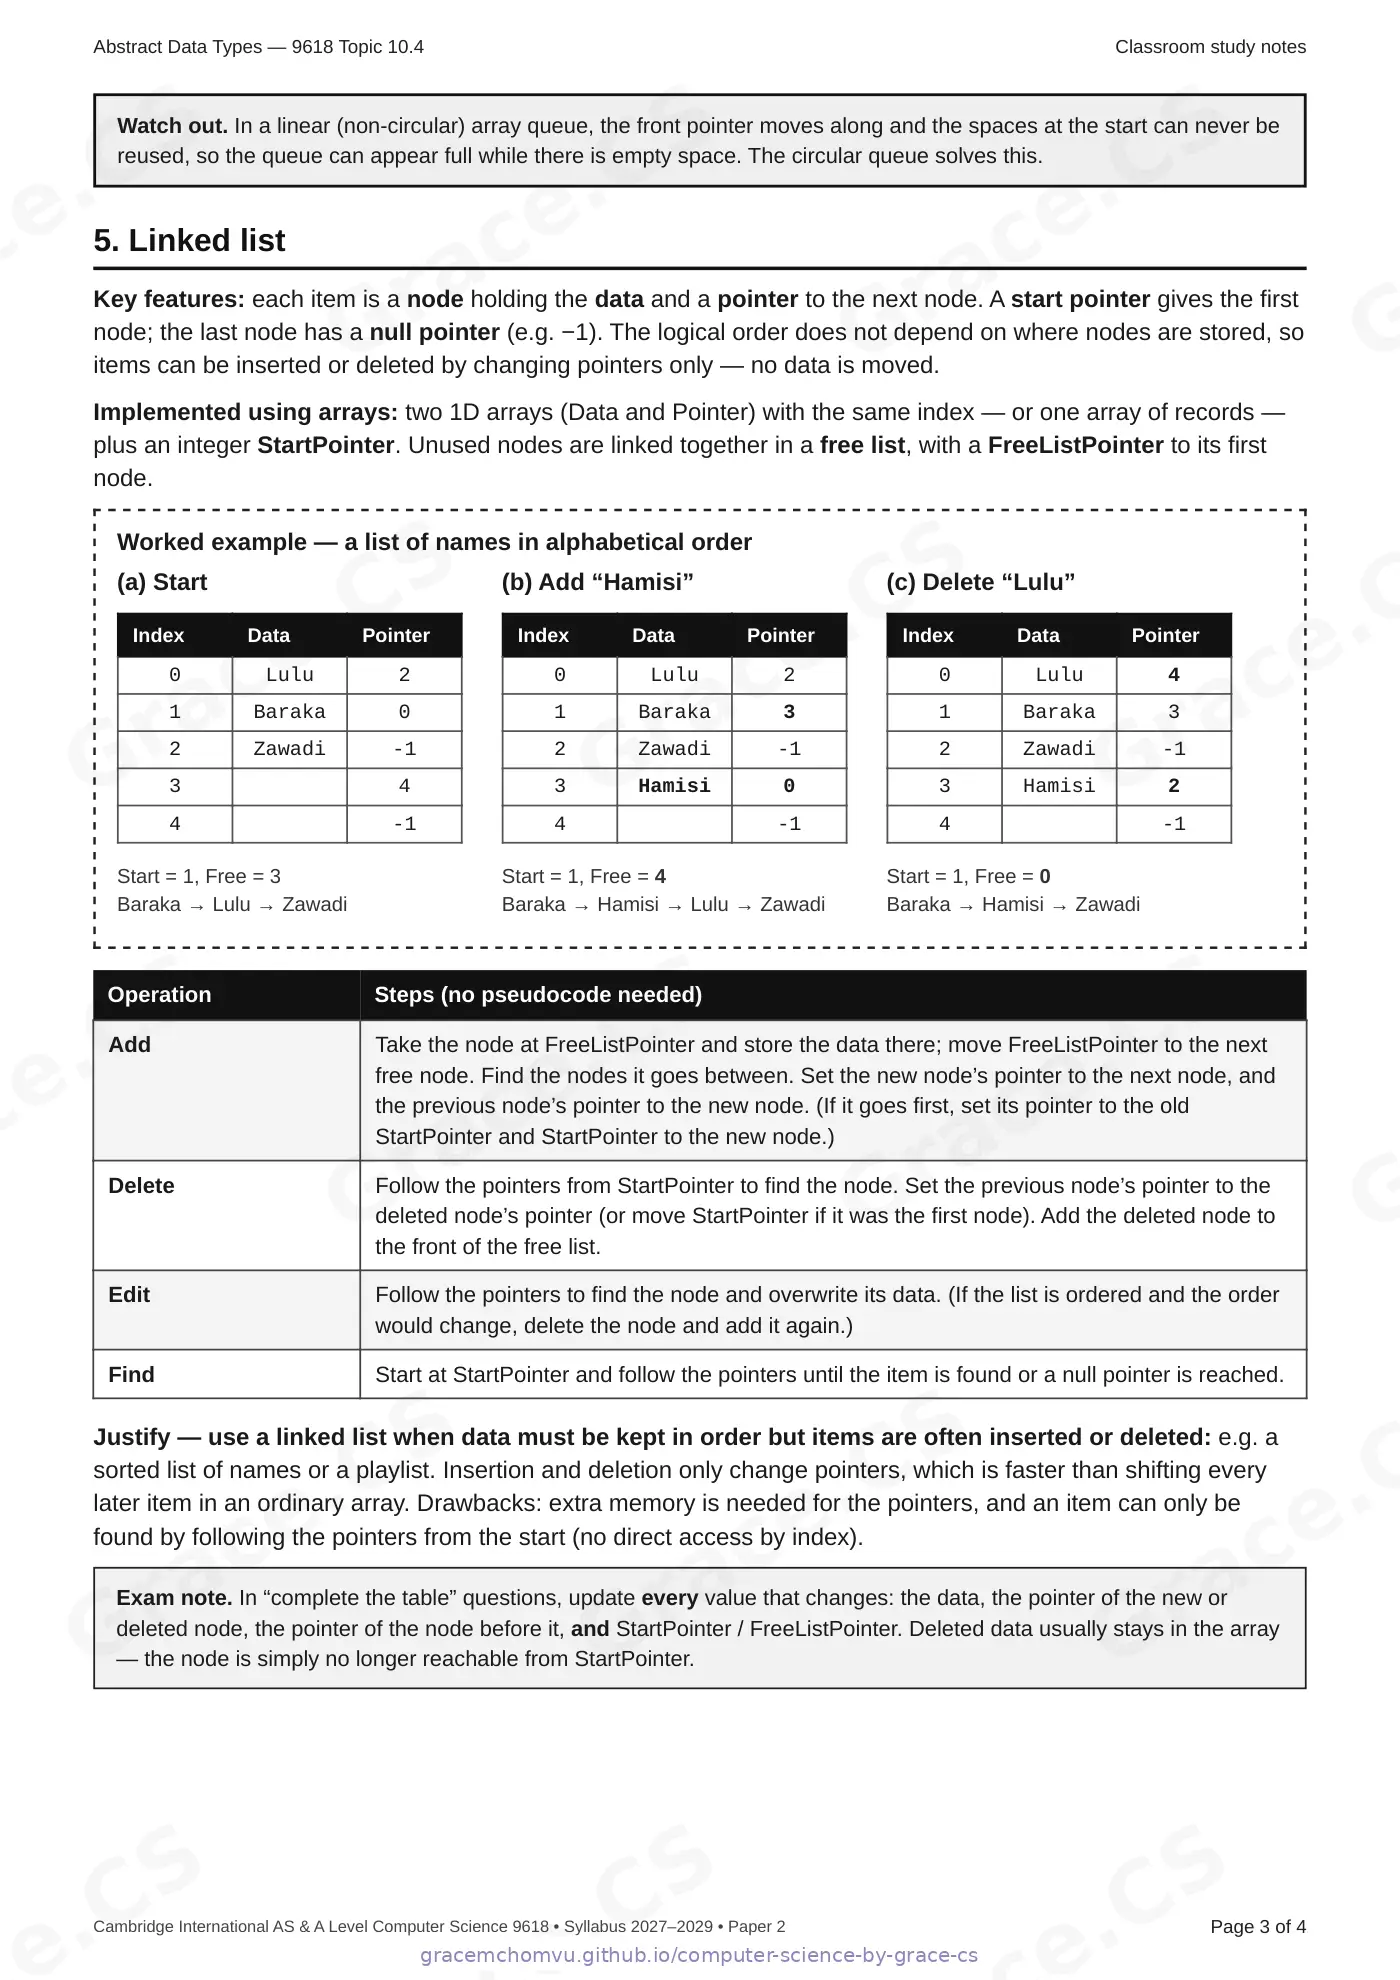 Abstract Data Types — 9618 Topic 10.4 Classroom study notes
Watch out. In a linear (non-circular) array queue, the front pointer moves along and the spaces at the start can never be
reused, so the queue can appear full while there is empty space. The circular queue solves this.
5. Linked list
Key features: each item is a node holding the data and a pointer to the next node. A start pointer gives the first
node; the last node has a null pointer (e.g. −1). The logical order does not depend on where nodes are stored, so
items can be inserted or deleted by changing pointers only — no data is moved.
Implemented using arrays: two 1D arrays (Data and Pointer) with the same index — or one array of records —
plus an integer StartPointer. Unused nodes are linked together in a free list, with a FreeListPointer to its first
node.
Worked example — a list of names in alphabetical order
(a) Start
Index Data Pointer
0 Lulu 2
1 Baraka 0
2 Zawadi -1
3 4
4 -1
Start = 1, Free = 3
Baraka → Lulu → Zawadi
(b) Add “Hamisi”
Index Data Pointer
0 Lulu 2
1 Baraka 3
2 Zawadi -1
3 Hamisi 0
4 -1
Start = 1, Free = 4
Baraka → Hamisi → Lulu → Zawadi
(c) Delete “Lulu”
Index Data Pointer
0 Lulu 4
1 Baraka 3
2 Zawadi -1
3 Hamisi 2
4 -1
Start = 1, Free = 0
Baraka → Hamisi → Zawadi
Operation Steps (no pseudocode needed)
Add Take the node at FreeListPointer and store the data there; move FreeListPointer to the next
free node. Find the nodes it goes between. Set the new node’s pointer to the next node, and
the previous node’s pointer to the new node. (If it goes first, set its pointer to the old
StartPointer and StartPointer to the new node.)
Delete Follow the pointers from StartPointer to find the node. Set the previous node’s pointer to the
deleted node’s pointer (or move StartPointer if it was the first node). Add the deleted node to
the front of the free list.
Edit Follow the pointers to find the node and overwrite its data. (If the list is ordered and the order
would change, delete the node and add it again.)
Find Start at StartPointer and follow the pointers until the item is found or a null pointer is reached.
Justify — use a linked list when data must be kept in order but items are often inserted or deleted: e.g. a
sorted list of names or a playlist. Insertion and deletion only change pointers, which is faster than shifting every
later item in an ordinary array. Drawbacks: extra memory is needed for the pointers, and an item can only be
found by following the pointers from the start (no direct access by index).
Exam note. In “complete the table” questions, update every value that changes: the data, the pointer of the new or
deleted node, the pointer of the node before it, and StartPointer / FreeListPointer. Deleted data usually stays in the array
— the node is simply no longer reachable from StartPointer.
Cambridge International AS & A Level Computer Science 9618 • Syllabus 2027–2029 • Paper 2 Page 3 of 4
gracemchomvu.github.io/computer-science-by-grace-cs
Grace.CS